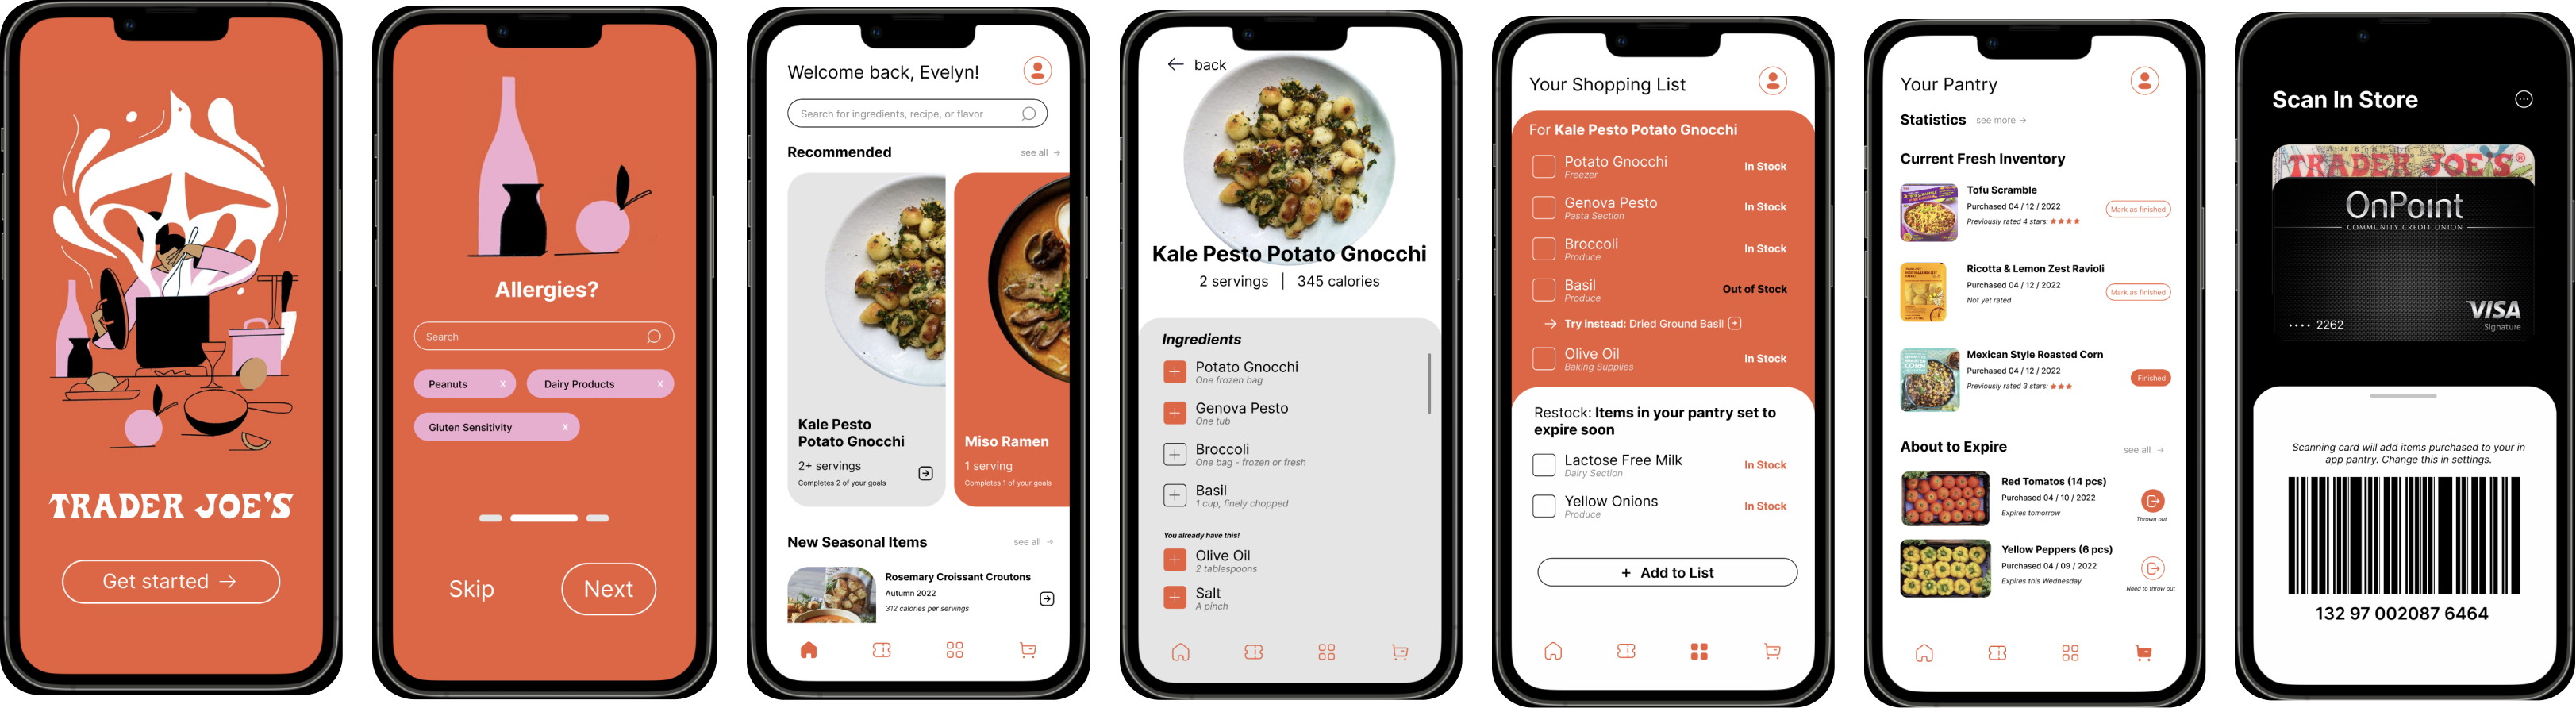 TRADER JOE'S
Get started →
Allergies?
Search
Peanuts x
Dairy Products x
Gluten Sensitivity x
Skip
Next
Welcome back, Evelyn!
Search for ingredients, recipe, or flavor
Recommended see all →
Kale Pesto
Potato Gnocchi
2+ servings
Completes 2 of your goals
Miso Ramen
1 serving
Completes 1 of your goals
New Seasonal Items see all →
Rosemary Croissant Croutons
Autumn 2022
312 calories per servings
← back
Kale Pesto Potato Gnocchi
2 servings | 345 calories
Ingredients
Potato Gnocchi
One frozen bag
Genova Pesto
One tub
Broccoli
One bag - frozen or fresh
Basil
1 cup, finely chopped
You already have this!
Olive Oil
2 tablespoons
Salt
A pinch
Your Shopping List
For Kale Pesto Potato Gnocchi
Potato Gnocchi In Stock
Freezer
Genova Pesto In Stock
Pasta Section
Broccoli In Stock
Produce
Basil Out of Stock
Produce
→ Try instead: Dried Ground Basil +
Olive Oil In Stock
Baking Supplies
Restock: Items in your pantry set to
expire soon
Lactose Free Milk In Stock
Dairy Section
Yellow Onions In Stock
Produce
+ Add to List
Your Pantry
Statistics see more →
Current Fresh Inventory
Tofu Scramble
Purchased 04 / 12 / 2022
Previously rated 4 stars: ★★★★
Mark as finished
Ricotta & Lemon Zest Ravioli
Purchased 04 / 12 / 2022
Not yet rated
Mark as finished
Mexican Style Roasted Corn
Purchased 04 / 12 / 2022
Previously rated 3 stars: ★★★
Finished
About to Expire see all →
Red Tomatos (14 pcs)
Purchased 04 / 10 / 2022
Expires tomorrow
Thrown out
Yellow Peppers (6 pcs)
Purchased 04 / 09 / 2022
Expires this Wednesday
Need to throw out
Scan In Store
TRADER JOE'S®
OnPoint
COMMUNITY CREDIT UNION
VISA
Signature
•••• 2262
Scanning card will add items purchased to your in
app pantry. Change this in settings.
132 97 002087 6464